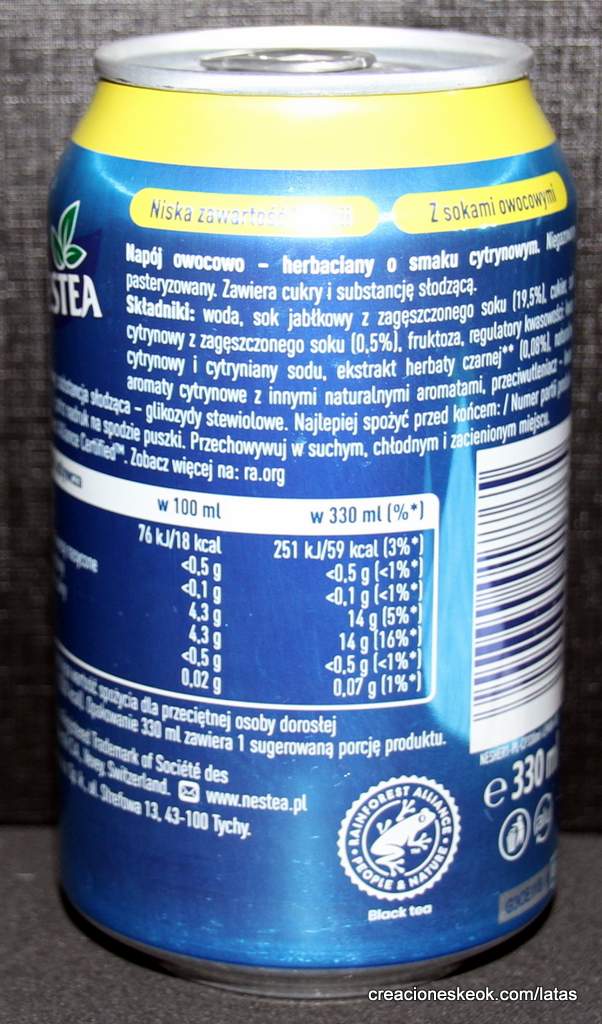 Niska zawartość
Z sokami owocowymi
NESTEA
Napój owocowo – herbaciany o smaku cytrynowym.
pasteryzowany. Zawiera cukry i substancję słodzącą.
Składniki: woda, sok jabłkowy z zagęszczonego soku (19,5%), cukier,
cytrynowy z zagęszczonego soku (0,5%), fruktoza, regulatory kwasowości:
cytrynowy i cytryniany sodu, ekstrakt herbaty czarnej** (0,08%),
aromaty cytrynowe z innymi naturalnymi aromatami, przeciwutleniacz –
słodząca – glikozydy stewiolowe. Najlepiej spożyć przed końcem: / Numer partii
nadruk na spodzie puszki. Przechowywuj w suchym, chłodnym i zacienionym miejscu.
Certified™. Zobacz więcej na: ra.org
w 100 ml w 330 ml (%*)
76 kJ/18 kcal 251 kJ/59 kcal (3%*)
<0,5 g <0,5 g (<1%*)
<0,1 g <0,1 g (<1%*)
4,3 g 14 g (5%*)
4,3 g 14 g (16%*)
<0,5 g <0,5 g (<1%*)
0,02 g 0,07 g (1%*)
spożycia dla przeciętnej osoby dorosłej
Opakowanie 330 ml zawiera 1 sugerowaną porcję produktu.
Trademark of Société des
Vevey, Switzerland. www.nestea.pl
ul. Strefowa 13, 43-100 Tychy.
RAINFOREST ALLIANCE
PEOPLE & NATURE
Black tea
e 330 ml
creacioneskeok.com/latas